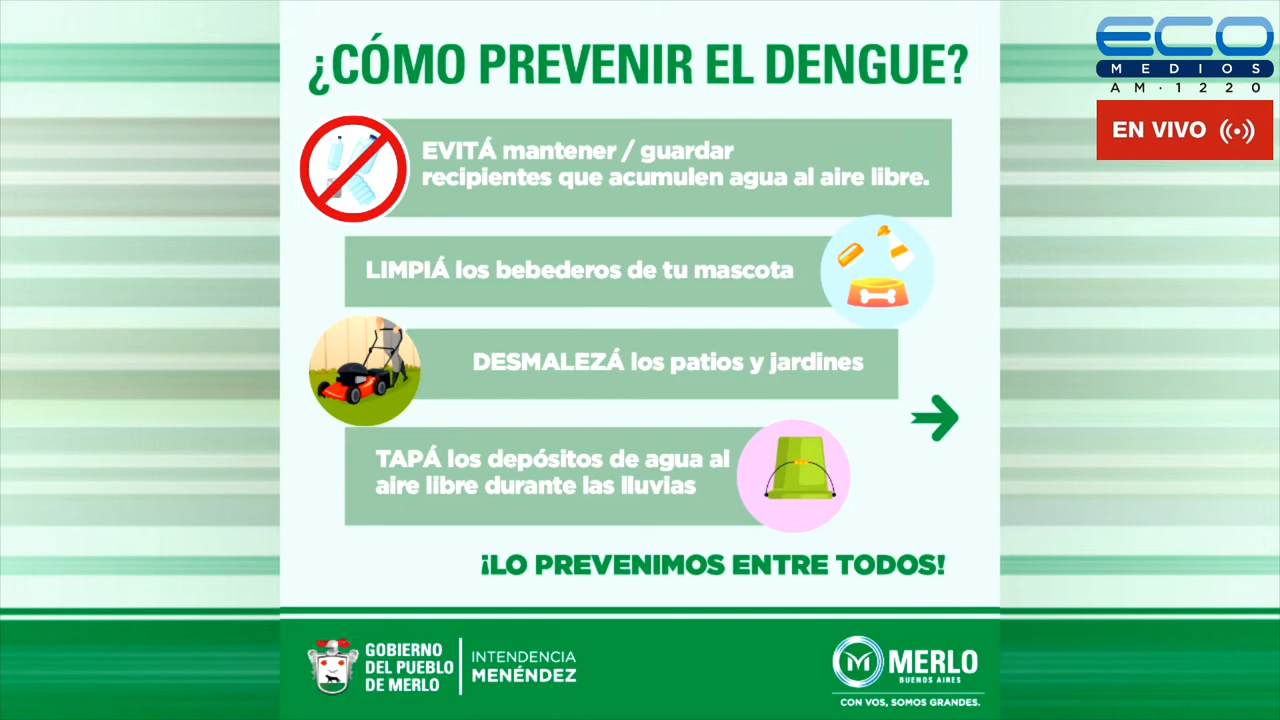 ¿CÓMO PREVENIR EL DENGUE?
ECO
MEDIOS
AM·1220
EN VIVO
EVITÁ mantener / guardar
recipientes que acumulen agua al aire libre.
LIMPIÁ los bebederos de tu mascota
DESMALEZÁ los patios y jardines
TAPÁ los depósitos de agua al
aire libre durante las lluvias
¡LO PREVENIMOS ENTRE TODOS!
GOBIERNO
DEL PUEBLO
DE MERLO
INTENDENCIA
MENÉNDEZ
MERLO
BUENOS AIRES
CON VOS, SOMOS GRANDES.